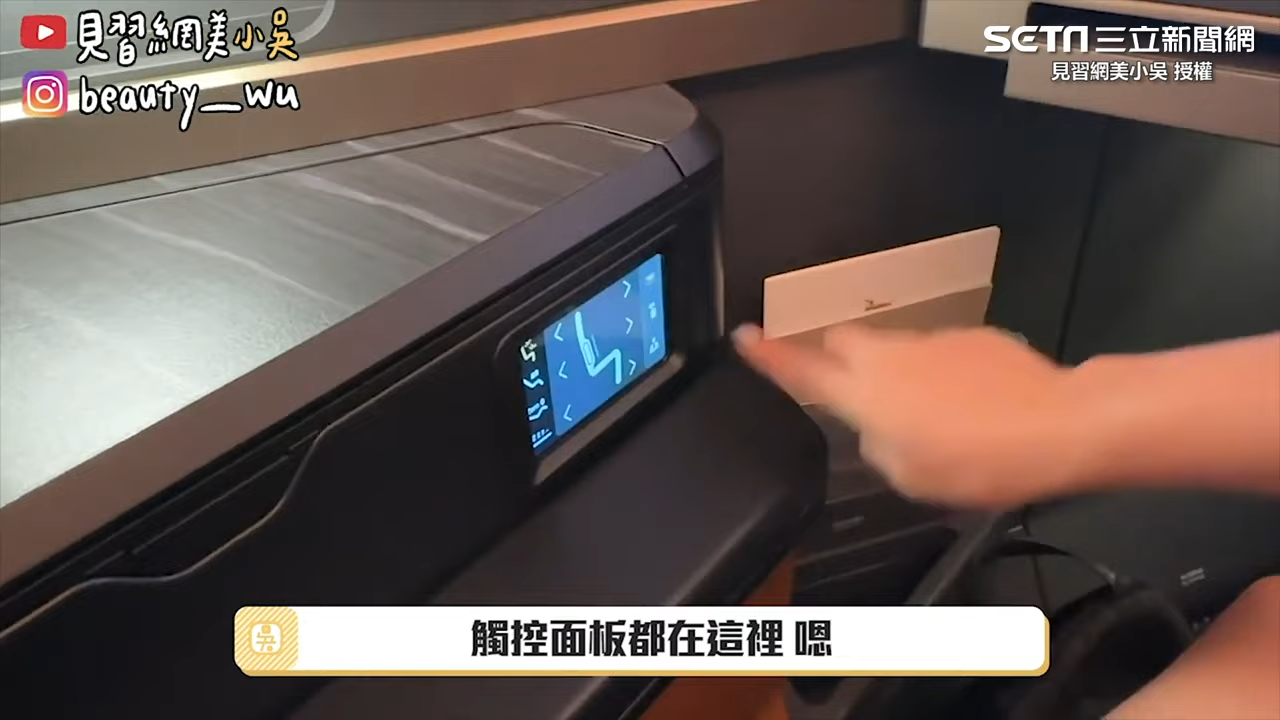 見習網美小吳
beauty_wu
SETN三立新聞網
見習網美小吳 授權
吳
觸控面板都在這裡 嗯